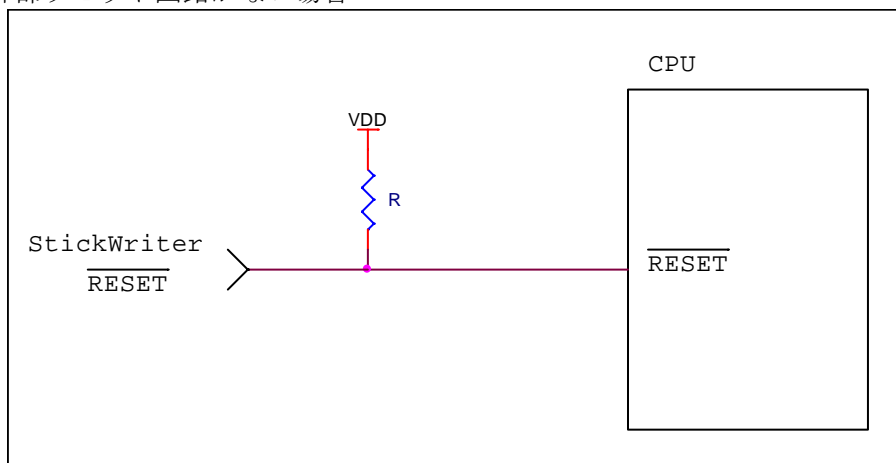 CPU
VDD
R
StickWriter
RESET
RESET